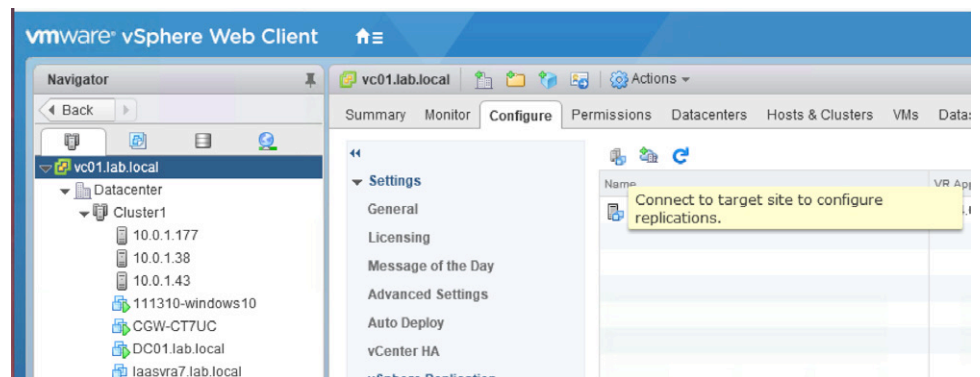 vmware® vSphere Web Client
Navigator
Back
vc01.lab.local
Datacenter
Cluster1
10.0.1.177
10.0.1.38
10.0.1.43
111310-windows10
CGW-CT7UC
DC01.lab.local
laasvra7.lab.local
vc01.lab.local Actions
Summary Monitor Configure Permissions Datacenters Hosts & Clusters VMs Datas
Settings
General
Licensing
Message of the Day
Advanced Settings
Auto Deploy
vCenter HA
vSphere Replication
Name VR App
Connect to target site to configure
replications.